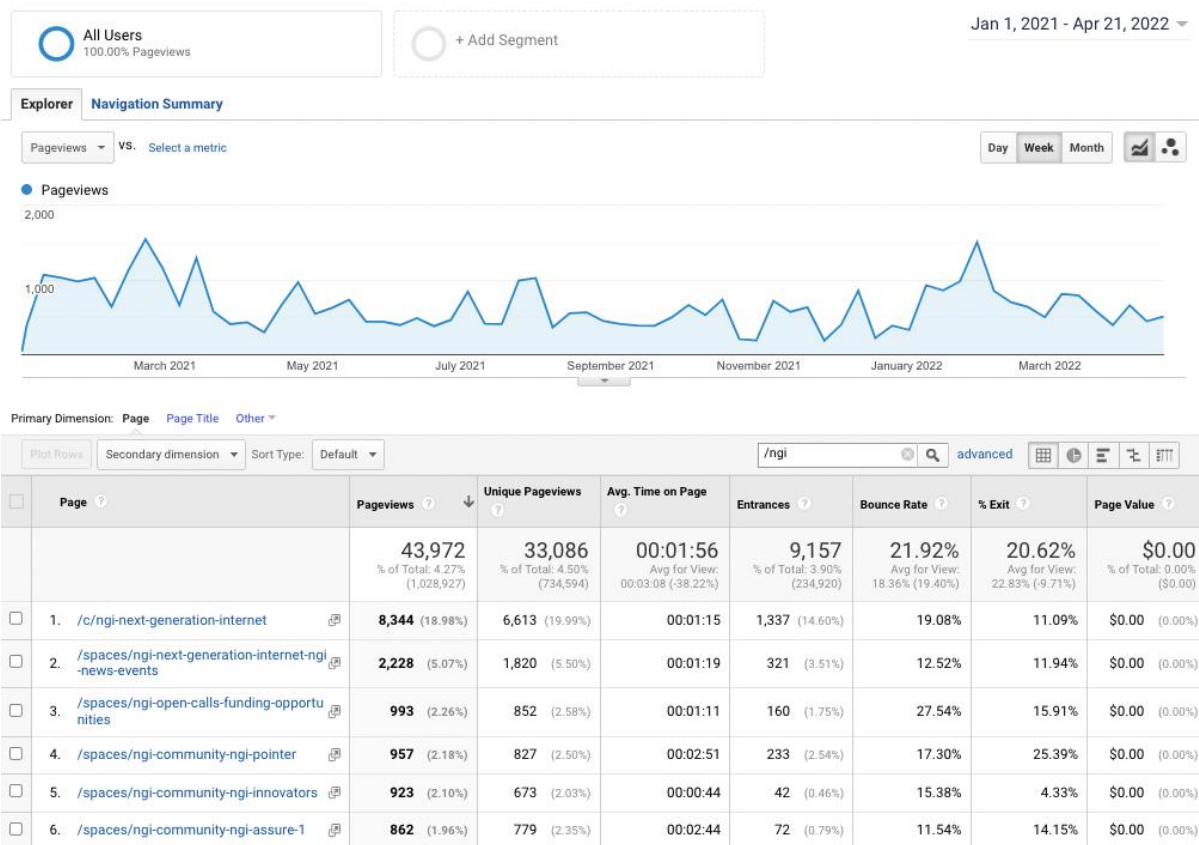 All Users
100.00% Pageviews
+ Add Segment
Jan 1, 2021 - Apr 21, 2022
Explorer Navigation Summary
Pageviews VS. Select a metric
Day Week Month
Pageviews
2,000
1,000
March 2021 May 2021 July 2021 September 2021 November 2021 January 2022 March 2022
Primary Dimension: Page Page Title Other
Plot Rows Secondary dimension Sort Type: Default /ngi advanced
Page ? Pageviews ? Unique Pageviews ? Avg. Time on Page ? Entrances ? Bounce Rate ? % Exit ? Page Value ?
43,972 33,086 00:01:56 9,157 21.92% 20.62% $0.00
% of Total: 4.27% % of Total: 4.50% Avg for View: % of Total: 3.90% Avg for View: Avg for View: % of Total: 0.00%
(1,028,927) (734,594) 00:03:08 (-38.22%) (234,920) 18.36% (19.40%) 22.83% (-9.71%) ($0.00)
1. /c/ngi-next-generation-internet 8,344 (18.98%) 6,613 (19.99%) 00:01:15 1,337 (14.60%) 19.08% 11.09% $0.00 (0.00%)
2. /spaces/ngi-next-generation-internet-ngi
-news-events 2,228 (5.07%) 1,820 (5.50%) 00:01:19 321 (3.51%) 12.52% 11.94% $0.00 (0.00%)
3. /spaces/ngi-open-calls-funding-opportu
nities 993 (2.26%) 852 (2.58%) 00:01:11 160 (1.75%) 27.54% 15.91% $0.00 (0.00%)
4. /spaces/ngi-community-ngi-pointer 957 (2.18%) 827 (2.50%) 00:02:51 233 (2.54%) 17.30% 25.39% $0.00 (0.00%)
5. /spaces/ngi-community-ngi-innovators 923 (2.10%) 673 (2.03%) 00:00:44 42 (0.46%) 15.38% 4.33% $0.00 (0.00%)
6. /spaces/ngi-community-ngi-assure-1 862 (1.96%) 779 (2.35%) 00:02:44 72 (0.79%) 11.54% 14.15% $0.00 (0.00%)